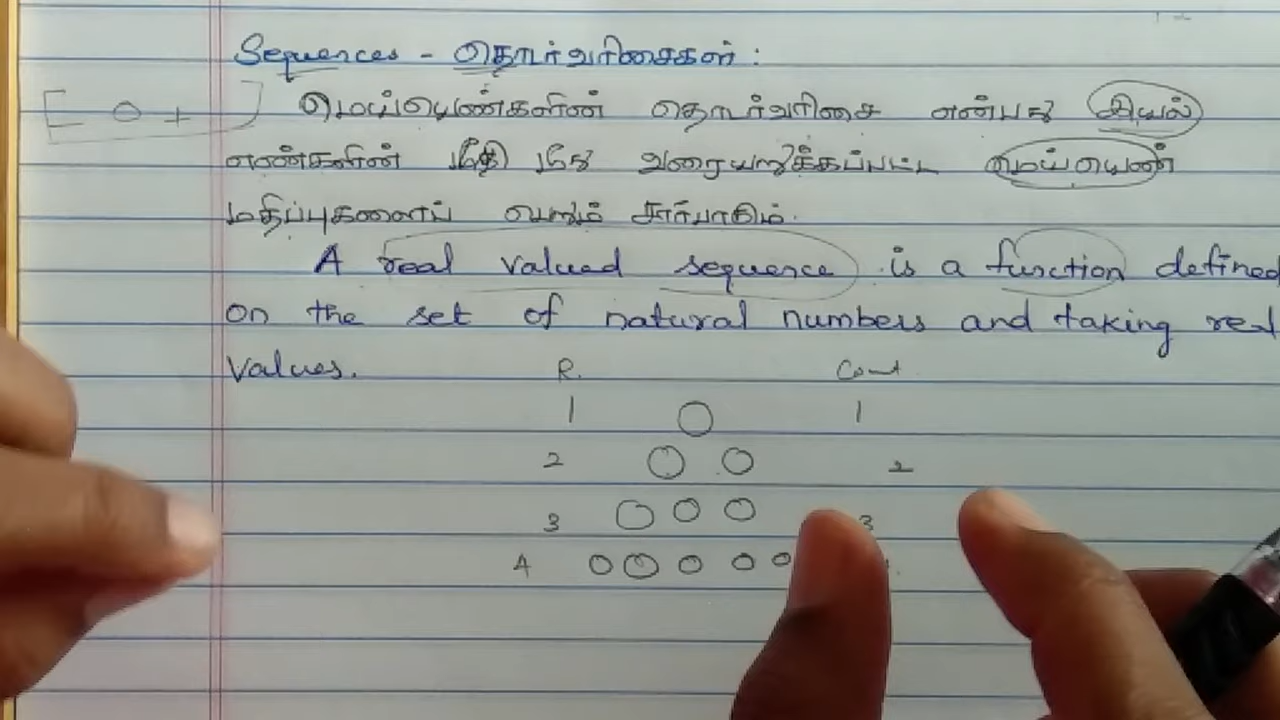 Sequences - தொடர்வரிசைகள் :
மெய்யெண்களின் தொடர்வரிசை என்பது இயல்
எண்களின் மீது வரையறுக்கப்பட்ட மெய்யெண்
மதிப்புகளைப் பெறும் சார்பாகும்.
A real valued sequence is a function defined
on the set of natural numbers and taking real
values. R. Count
1 1
2 2
3 3
4